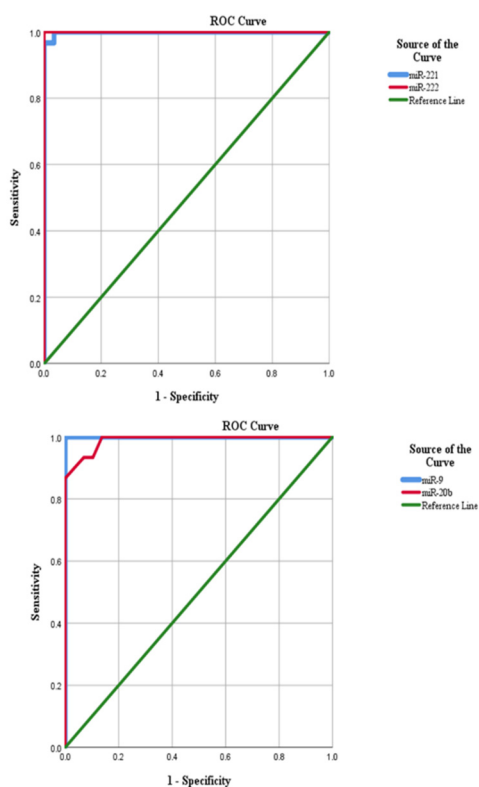 ROC Curve
Source of the
Curve
miR-221
miR-222
Reference Line
1.0
0.8
0.6
0.4
0.2
0.0
Sensitivity
0.0 0.2 0.4 0.6 0.8 1.0
1 - Specificity
ROC Curve
Source of the
Curve
miR-9
miR-20b
Reference Line
1.0
0.8
0.6
0.4
0.2
0.0
Sensitivity
0.0 0.2 0.4 0.6 0.8 1.0
1 - Specificity